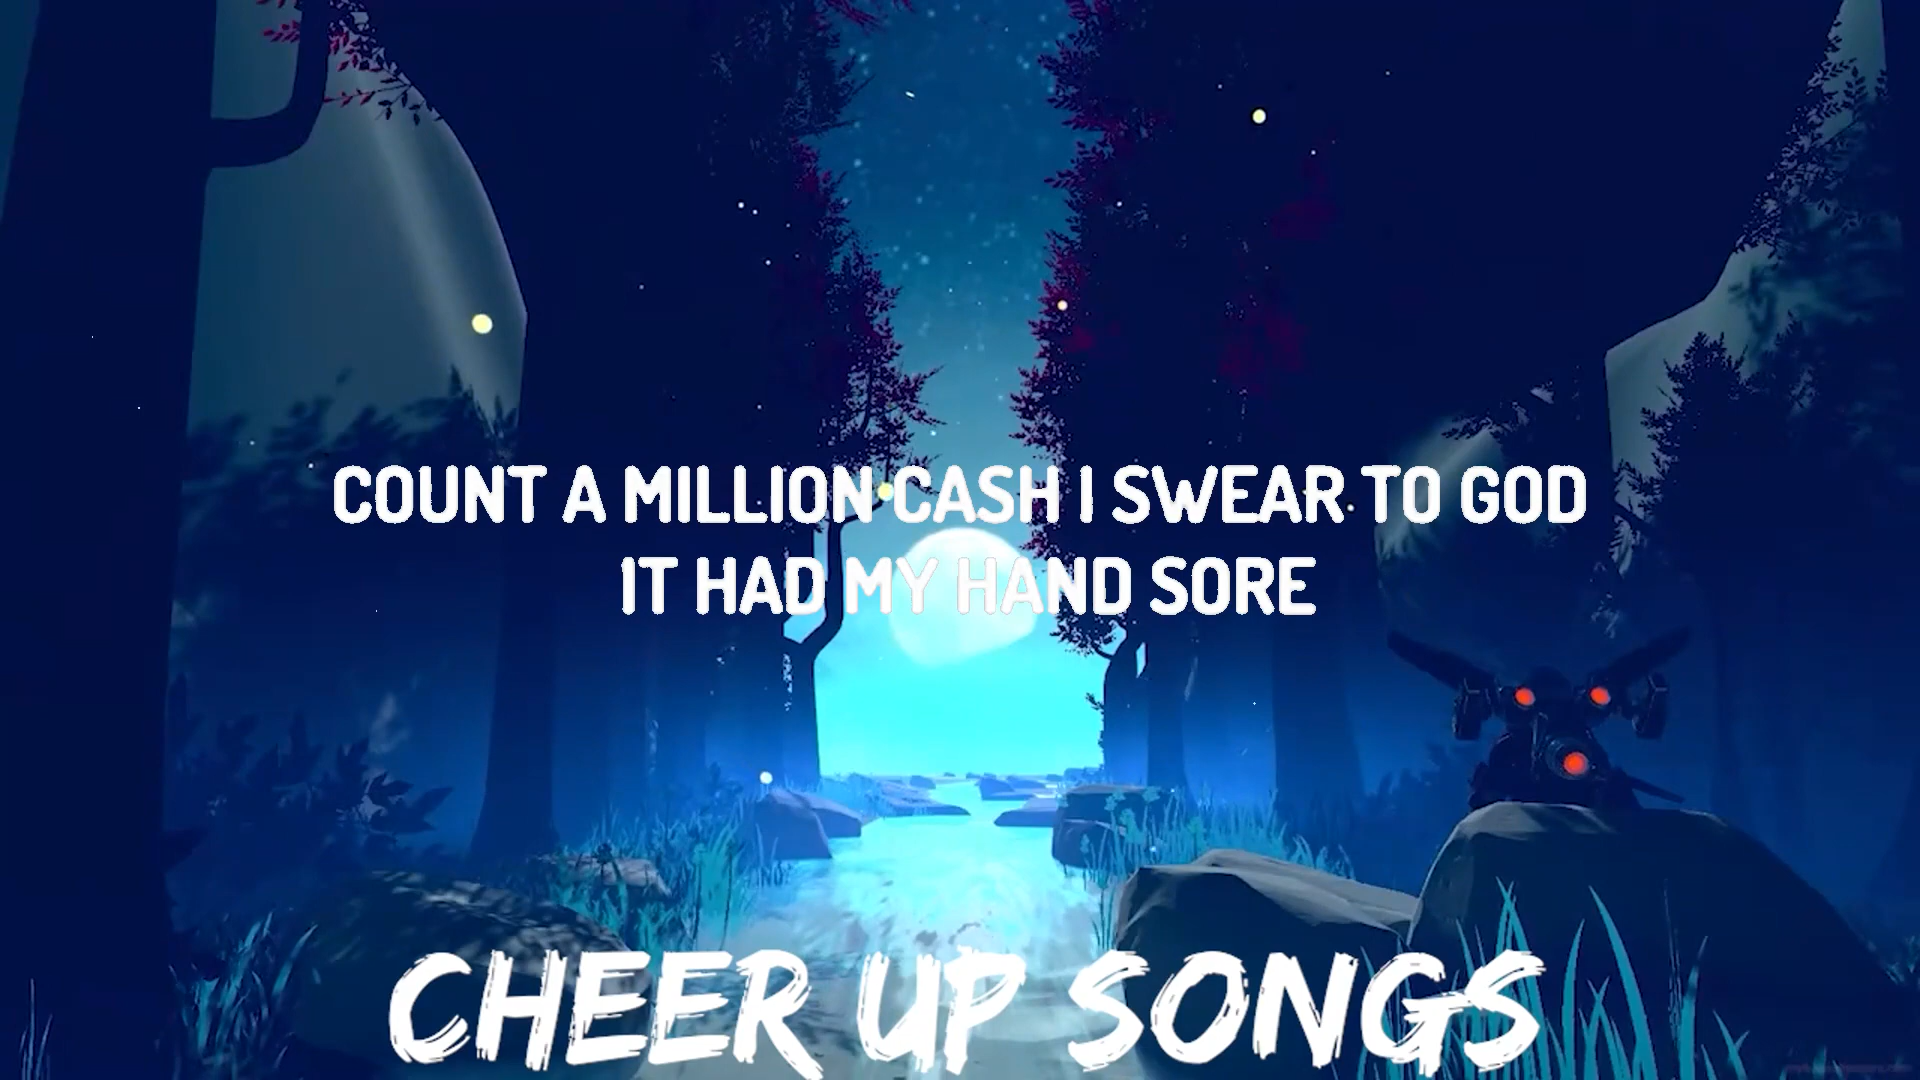 COUNT A MILLION CASH I SWEAR TO GOD
IT HAD MY HAND SORE
CHEER UP SONGS